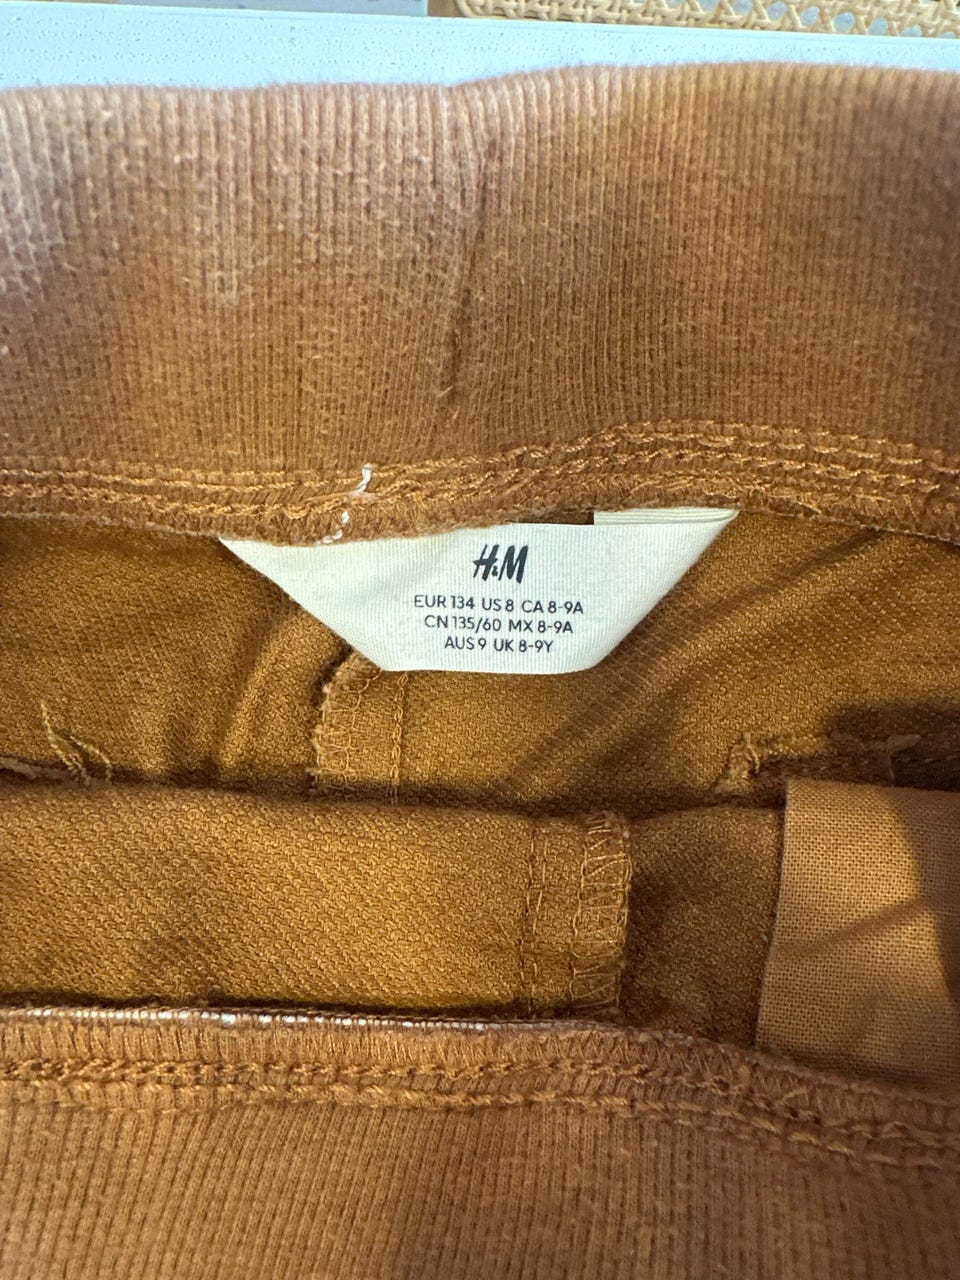 H&M
EUR 134 US 8 CA 8-9A
CN 135/60 MX 8-9A
AUS 9 UK 8-9Y